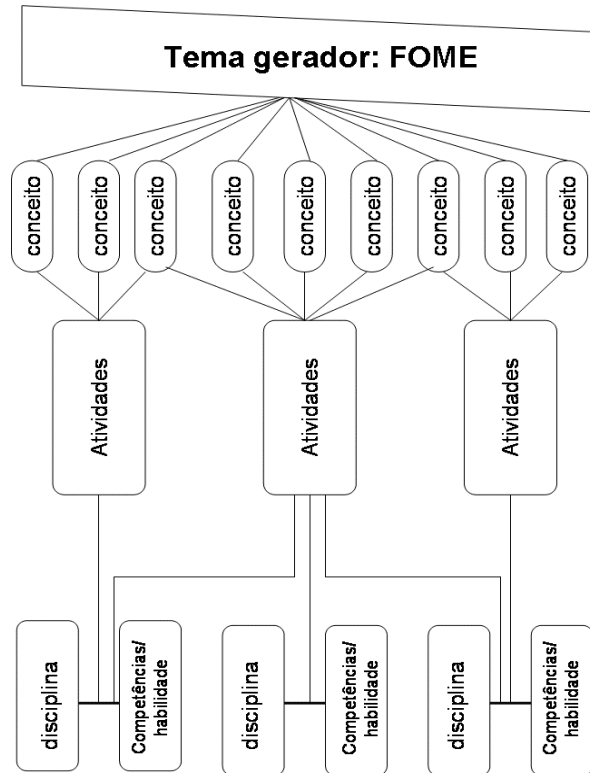 Tema gerador: FOME
conceito
conceito
conceito
conceito
conceito
conceito
conceito
conceito
conceito
Atividades
Atividades
Atividades
disciplina
Competências/
habilidade
disciplina
Competências/
habilidade
disciplina
Competências/
habilidade